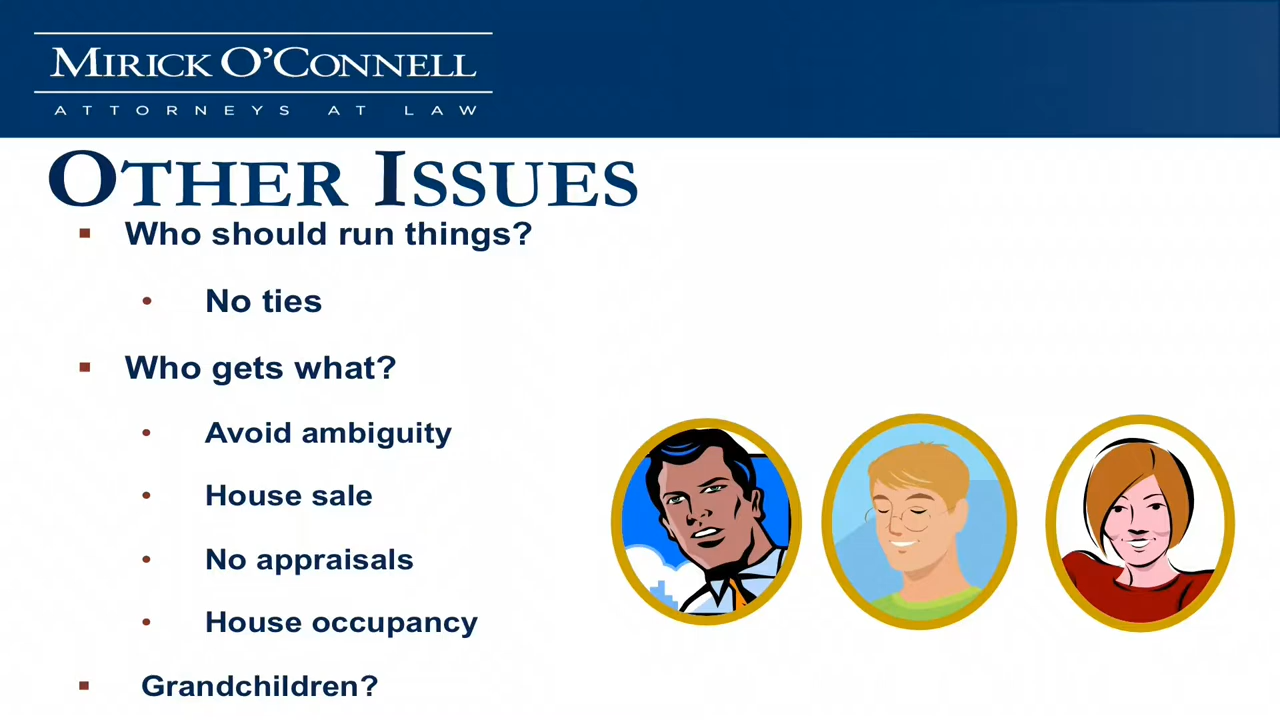 MIRICK O'CONNELL
ATTORNEYS AT LAW
OTHER ISSUES
Who should run things?
No ties
Who gets what?
Avoid ambiguity
House sale
No appraisals
House occupancy
Grandchildren?